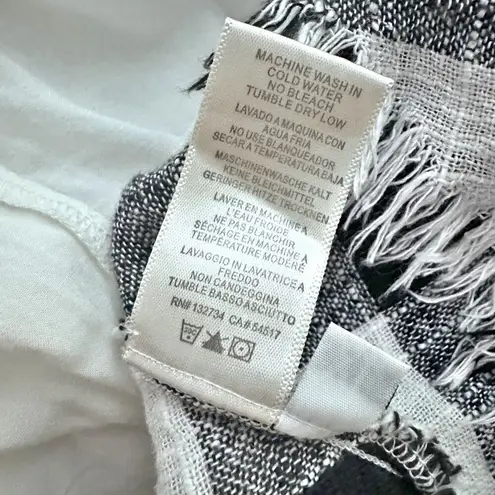 MACHINE WASH IN
COLD WATER
NO BLEACH
TUMBLE DRY LOW
LAVADO A MAQUINA CON
AGUA FRIA
NO USE BLANQUEADOR
SECAR A TEMPERATURA BAJA
MASCHINENWASCHE KALT
KEINE BLEICHMITTEL
GERINGER HITZE TROCKNEN
LAVER EN MACHINE A
L'EAU FROIDE
NE PAS BLANCHIR
SÉCHAGE EN MACHINE A
TEMPERATURE MODÉRÉ
LAVAGGIO IN LAVATRICE A
FREDDO
NON CANDEGGINA
TUMBLE BASSO ASCIUTTO
RN# 132734 CA# 54517